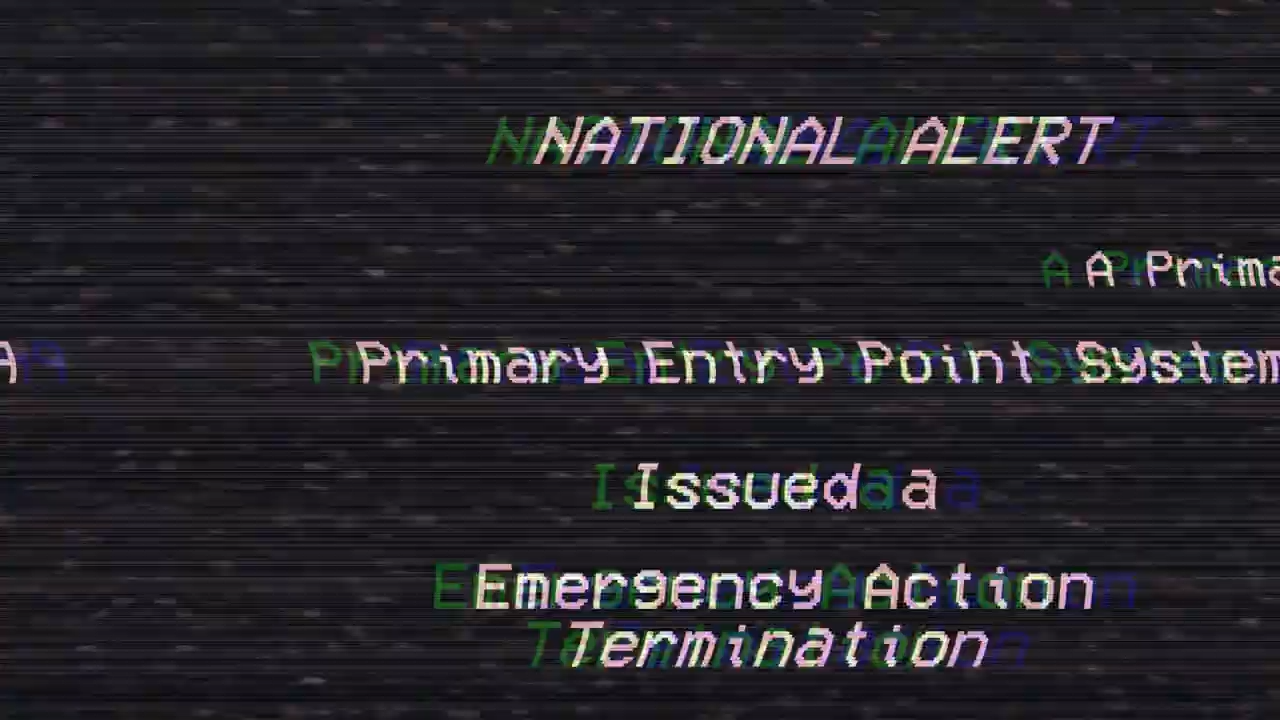 NATIONAL ALERT
A Prima
A Primary Entry Point System
Issued a
Emergency Action
Termination